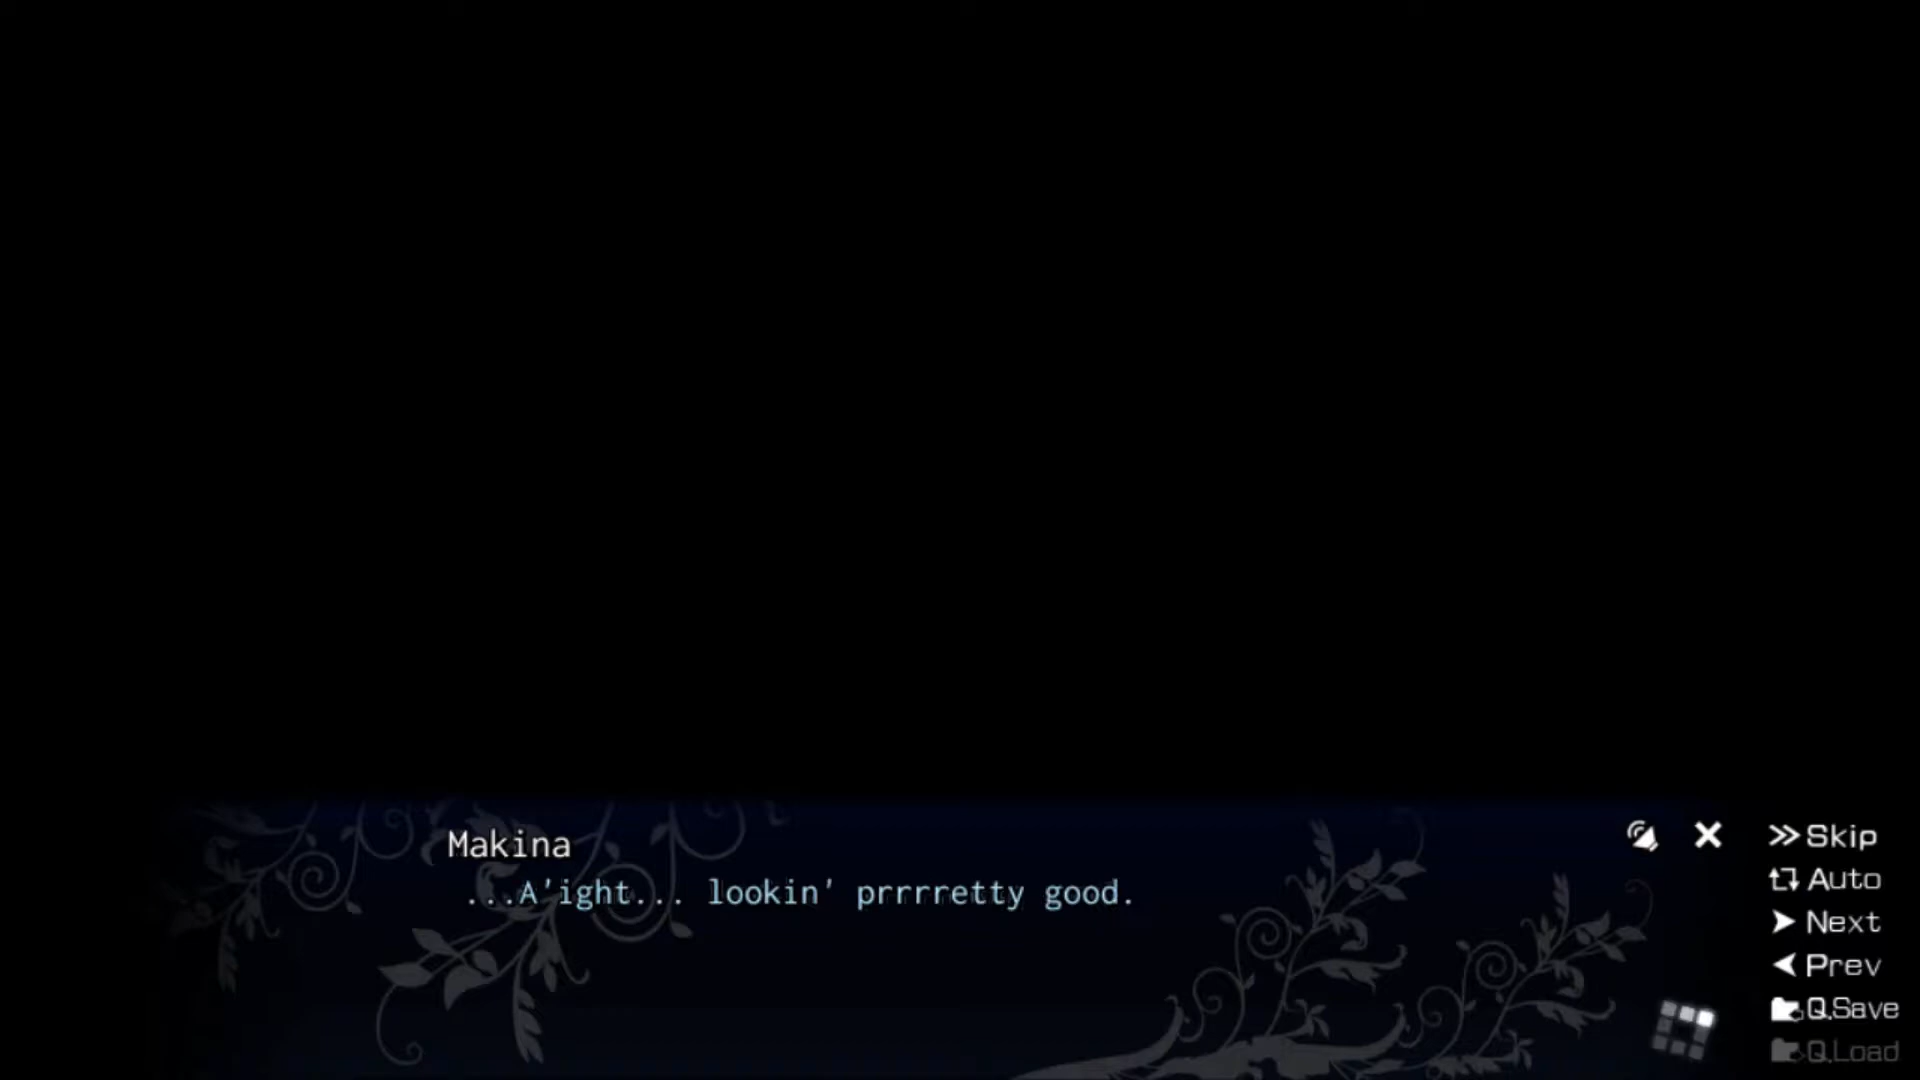 Makina
...A'ight... lookin' prrrretty good.
Skip
Auto
Next
Prev
Q.Save
Q.Load